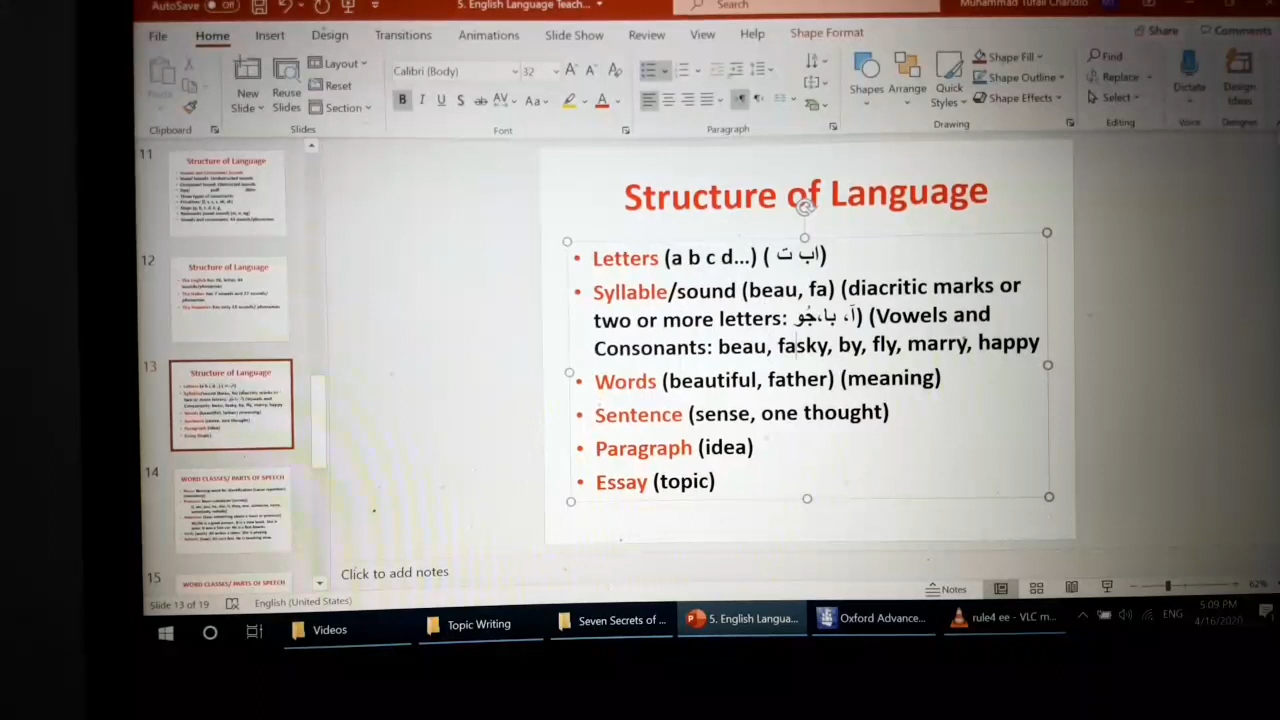 AutoSave Off
5. English Language Teach...
Search
Muhammad Tufail Chandio
File Home Insert Design Transitions Animations Slide Show Review View Help Shape Format
Share Comments
Paste
New Slide
Reuse Slides
Layout
Reset
Section
Calibri (Body) 32
Shapes
Arrange
Quick Styles
Shape Fill
Shape Outline
Shape Effects
Find
Replace
Select
Dictate
Design Ideas
Clipboard Slides Font Paragraph Drawing Editing Voice Designer
11
Structure of Language
12
Structure of Language
13
Structure of Language
14
WORD CLASSES/ PARTS OF SPEECH
15
WORD CLASSES/ PARTS OF SPEECH
Structure of Language
• Letters (a b c d...) ( ا ب ت)
• Syllable/sound (beau, fa) (diacritic marks or
two or more letters: آ، با،جُو) (Vowels and
Consonants: beau, fasky, by, fly, marry, happy
• Words (beautiful, father) (meaning)
• Sentence (sense, one thought)
• Paragraph (idea)
• Essay (topic)
Click to add notes
Slide 13 of 19 English (United States)
Notes
62%
Videos
Topic Writing
Seven Secrets of ...
5. English Langua...
Oxford Advance...
rule4 ee - VLC m...
ENG
5:09 PM
4/16/2020